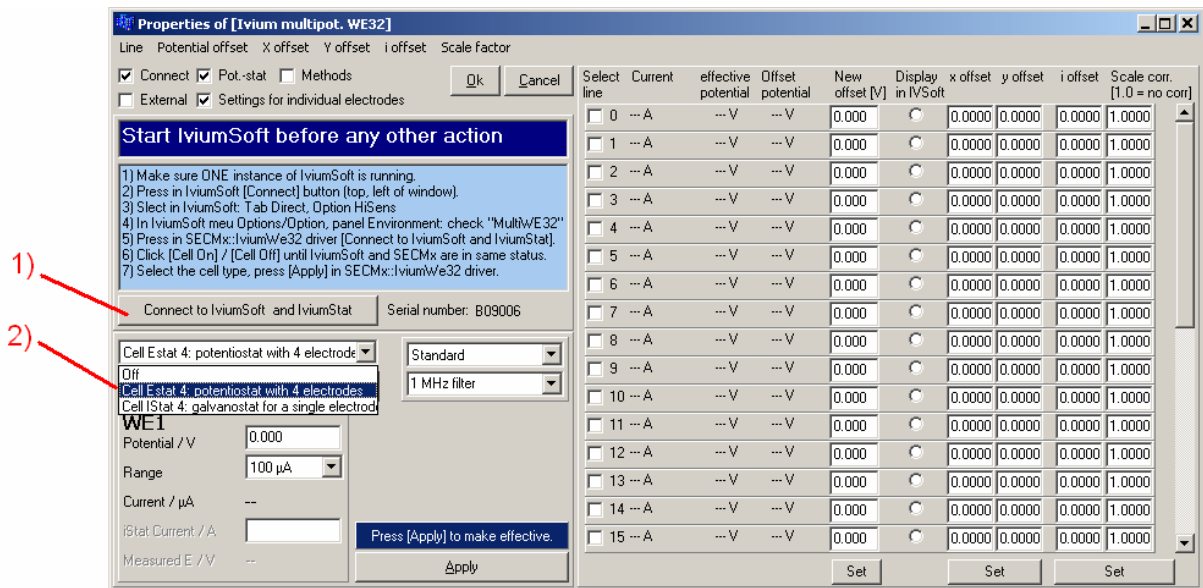 Properties of [Ivium multipot. WE32]
Line Potential offset X offset Y offset i offset Scale factor
Connect Pot.-stat Methods Ok Cancel
External Settings for individual electrodes
Start IviumSoft before any other action
1) Make sure ONE instance of IviumSoft is running.
2) Press in IviumSoft [Connect] button (top, left of window).
3) Slect in IviumSoft: Tab Direct, Option HiSens
4) In IviumSoft meu Options/Option, panel Environment: check "MultiWE32"
5) Press in SECMx::IviumWe32 driver [Connect to IviumSoft and IviumStat].
6) Click [Cell On] / [Cell Off] until IviumSoft and SECMx are in same status.
7) Select the cell type, press [Apply] in SECMx::IviumWe32 driver.
1)
Connect to IviumSoft and IviumStat Serial number: B09006
2)
Cell Estat 4: potentiostat with 4 electrode Standard
Off
Cell Estat 4: potentiostat with 4 electrodes 1 MHz filter
Cell IStat 4: galvanostat for a single electrod
WE1
Potential / V 0.000
Range 100 µA
Current / µA --
iStat Current / A
Measured E / V --
Press [Apply] to make effective.
Apply
Select Current effective Offset New Display x offset y offset i offset Scale corr.
line potential potential offset [V] in IVSoft [1.0 = no corr]
0 --- A --- V --- V 0.000 0.0000 0.0000 0.0000 1.0000
1 --- A --- V --- V 0.000 0.0000 0.0000 0.0000 1.0000
2 --- A --- V --- V 0.000 0.0000 0.0000 0.0000 1.0000
3 --- A --- V --- V 0.000 0.0000 0.0000 0.0000 1.0000
4 --- A --- V --- V 0.000 0.0000 0.0000 0.0000 1.0000
5 --- A --- V --- V 0.000 0.0000 0.0000 0.0000 1.0000
6 --- A --- V --- V 0.000 0.0000 0.0000 0.0000 1.0000
7 --- A --- V --- V 0.000 0.0000 0.0000 0.0000 1.0000
8 --- A --- V --- V 0.000 0.0000 0.0000 0.0000 1.0000
9 --- A --- V --- V 0.000 0.0000 0.0000 0.0000 1.0000
10 --- A --- V --- V 0.000 0.0000 0.0000 0.0000 1.0000
11 --- A --- V --- V 0.000 0.0000 0.0000 0.0000 1.0000
12 --- A --- V --- V 0.000 0.0000 0.0000 0.0000 1.0000
13 --- A --- V --- V 0.000 0.0000 0.0000 0.0000 1.0000
14 --- A --- V --- V 0.000 0.0000 0.0000 0.0000 1.0000
15 --- A --- V --- V 0.000 0.0000 0.0000 0.0000 1.0000
Set Set Set